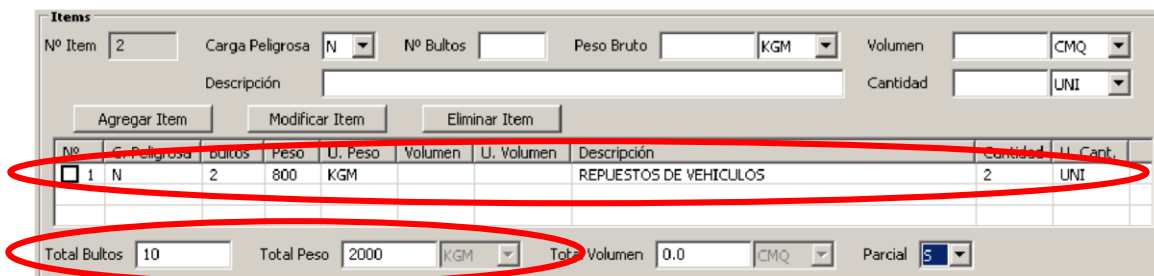 Items
Nº Item 2 Carga Peligrosa N Nº Bultos Peso Bruto KGM Volumen CMQ
Descripción Cantidad UNI
Agregar Item Modificar Item Eliminar Item
Nº C. Peligrosa Bultos Peso U. Peso Volumen U. Volumen Descripción Cantidad U. Cant.
1 N 2 800 KGM REPUESTOS DE VEHICULOS 2 UNI
Total Bultos 10 Total Peso 2000 KGM Total Volumen 0.0 CMQ Parcial S